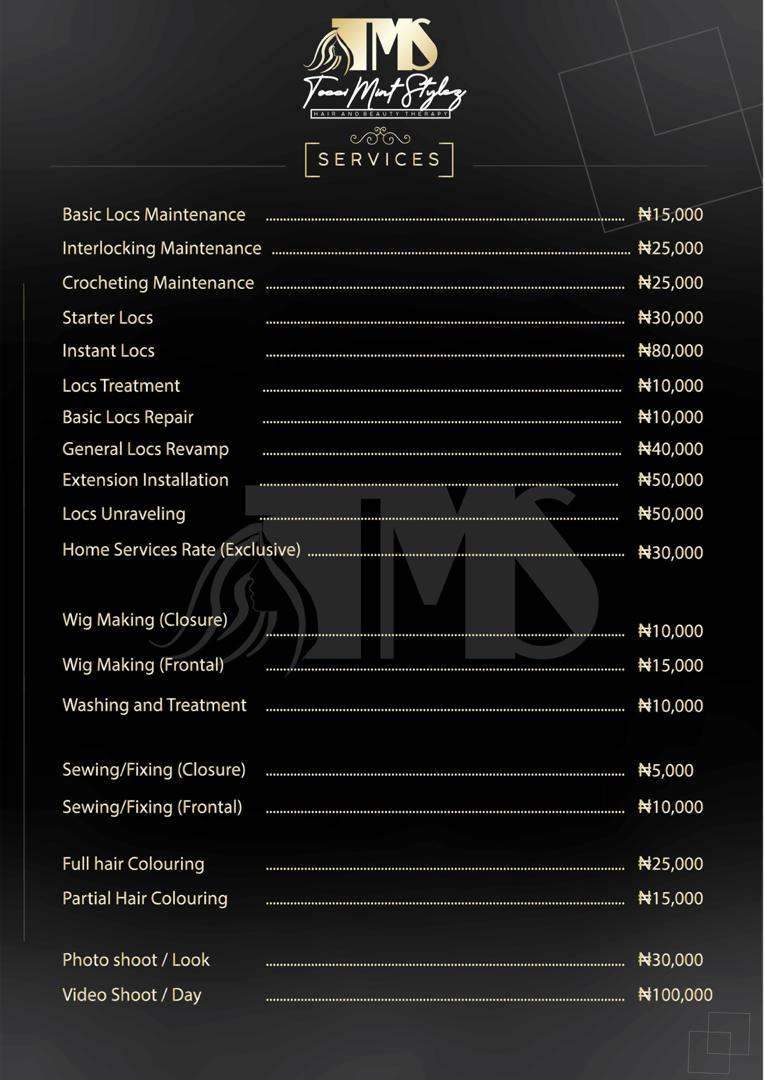 TMS
Tocci Mint Stylez
HAIR AND BEAUTY THERAPY
SERVICES
Basic Locs Maintenance ₦15,000
Interlocking Maintenance ₦25,000
Crocheting Maintenance ₦25,000
Starter Locs ₦30,000
Instant Locs ₦80,000
Locs Treatment ₦10,000
Basic Locs Repair ₦10,000
General Locs Revamp ₦40,000
Extension Installation ₦50,000
Locs Unraveling ₦50,000
Home Services Rate (Exclusive) ₦30,000
Wig Making (Closure) ₦10,000
Wig Making (Frontal) ₦15,000
Washing and Treatment ₦10,000
Sewing/Fixing (Closure) ₦5,000
Sewing/Fixing (Frontal) ₦10,000
Full hair Colouring ₦25,000
Partial Hair Colouring ₦15,000
Photo shoot / Look ₦30,000
Video Shoot / Day ₦100,000
TMS